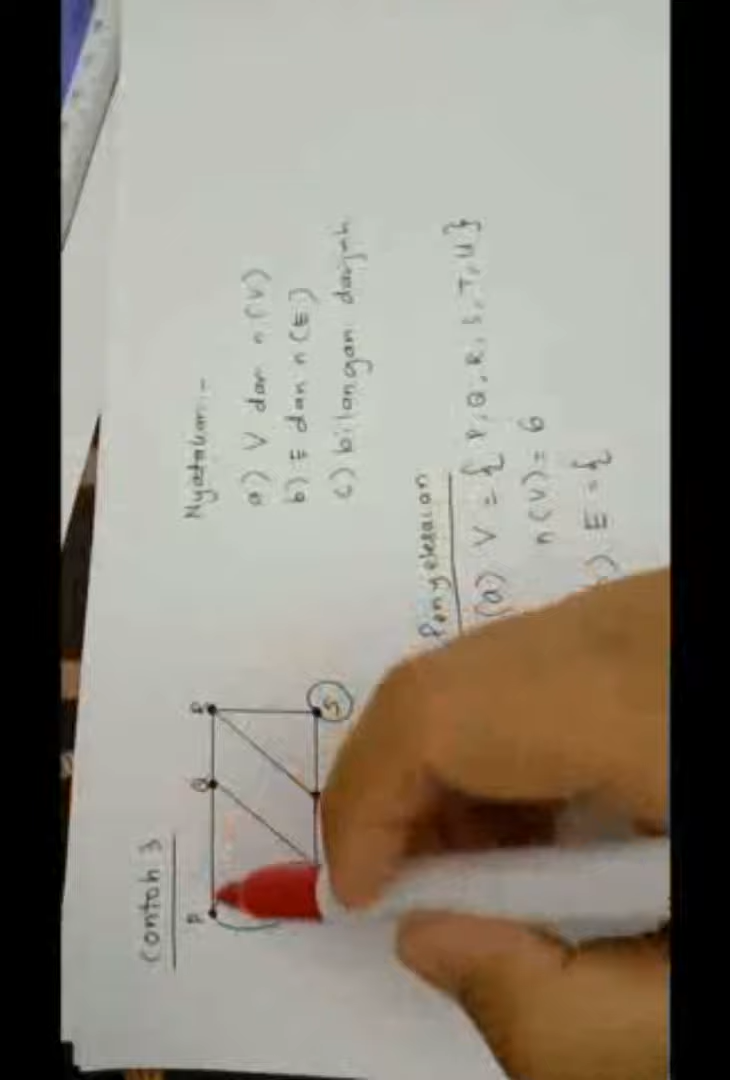 Contoh 3
P Q R
S
Nyatakan:-
a) V dan n(V)
b) E dan n(E)
c) bilangan darjah
Penyelesaian
(a) V = { P, Q, R, S, T, U }
n(V) = 6
) E = {